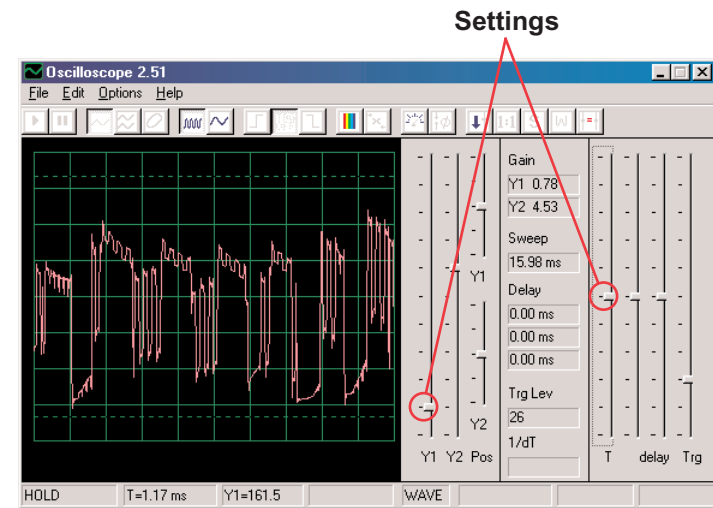 Settings
Oscilloscope 2.51
File Edit Options Help
1:1 S W
Gain
Y1 0.78
Y2 4.53
Sweep
15.98 ms
Delay
0.00 ms
0.00 ms
0.00 ms
Trg Lev
26
1/dT
Y1
Y2
Y1 Y2 Pos
T delay Trg
HOLD T=1.17 ms Y1=161.5 WAVE